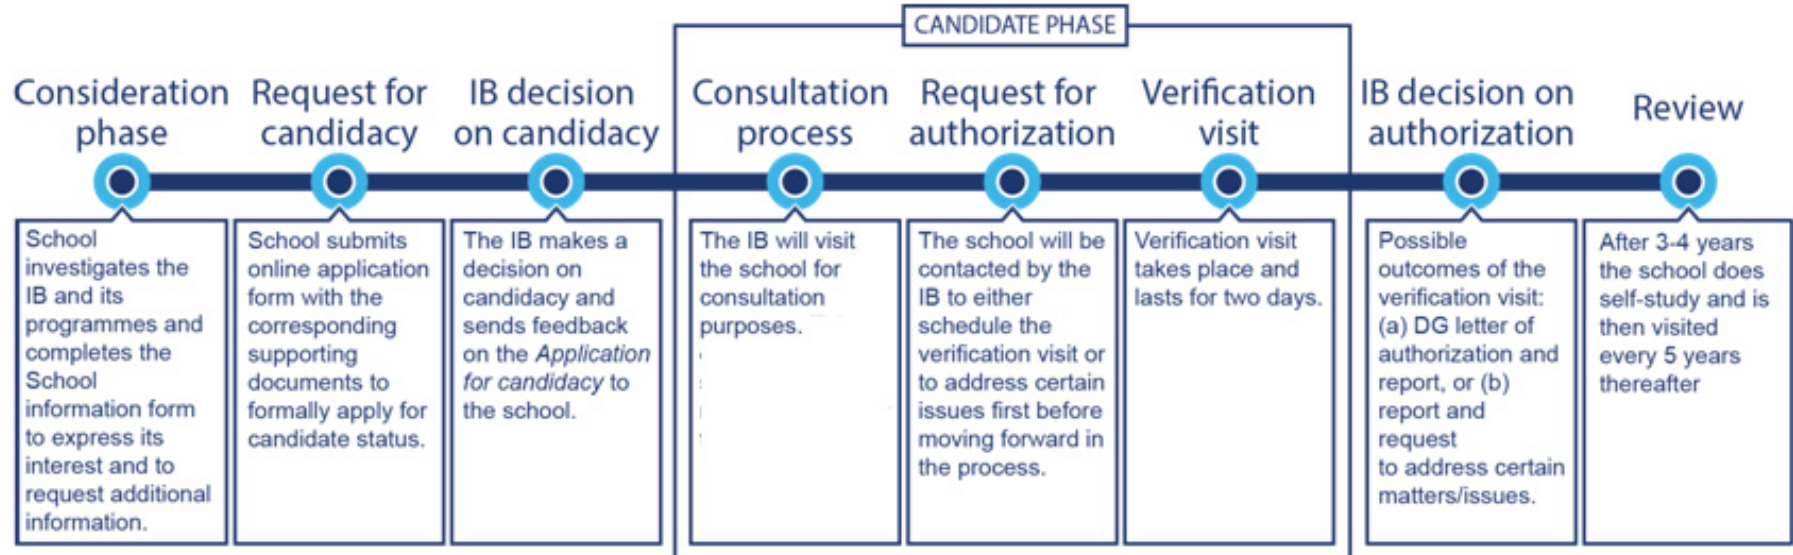 CANDIDATE PHASE
Consideration
phase
Request for
candidacy
IB decision
on candidacy
Consultation
process
Request for
authorization
Verification
visit
IB decision on
authorization
Review
School
investigates the
IB and its
programmes and
completes the
School
information form
to express its
interest and to
request additional
information.
School submits
online application
form with the
corresponding
supporting
documents to
formally apply for
candidate status.
The IB makes a
decision on
candidacy and
sends feedback
on the Application
for candidacy to
the school.
The IB will visit
the school for
consultation
purposes.
The school will be
contacted by the
IB to either
schedule the
verification visit or
to address certain
issues first before
moving forward in
the process.
Verification visit
takes place and
lasts for two days.
Possible
outcomes of the
verification visit:
(a) DG letter of
authorization and
report, or (b)
report and
request
to address certain
matters/issues.
After 3-4 years
the school does
self-study and is
then visited
every 5 years
thereafter